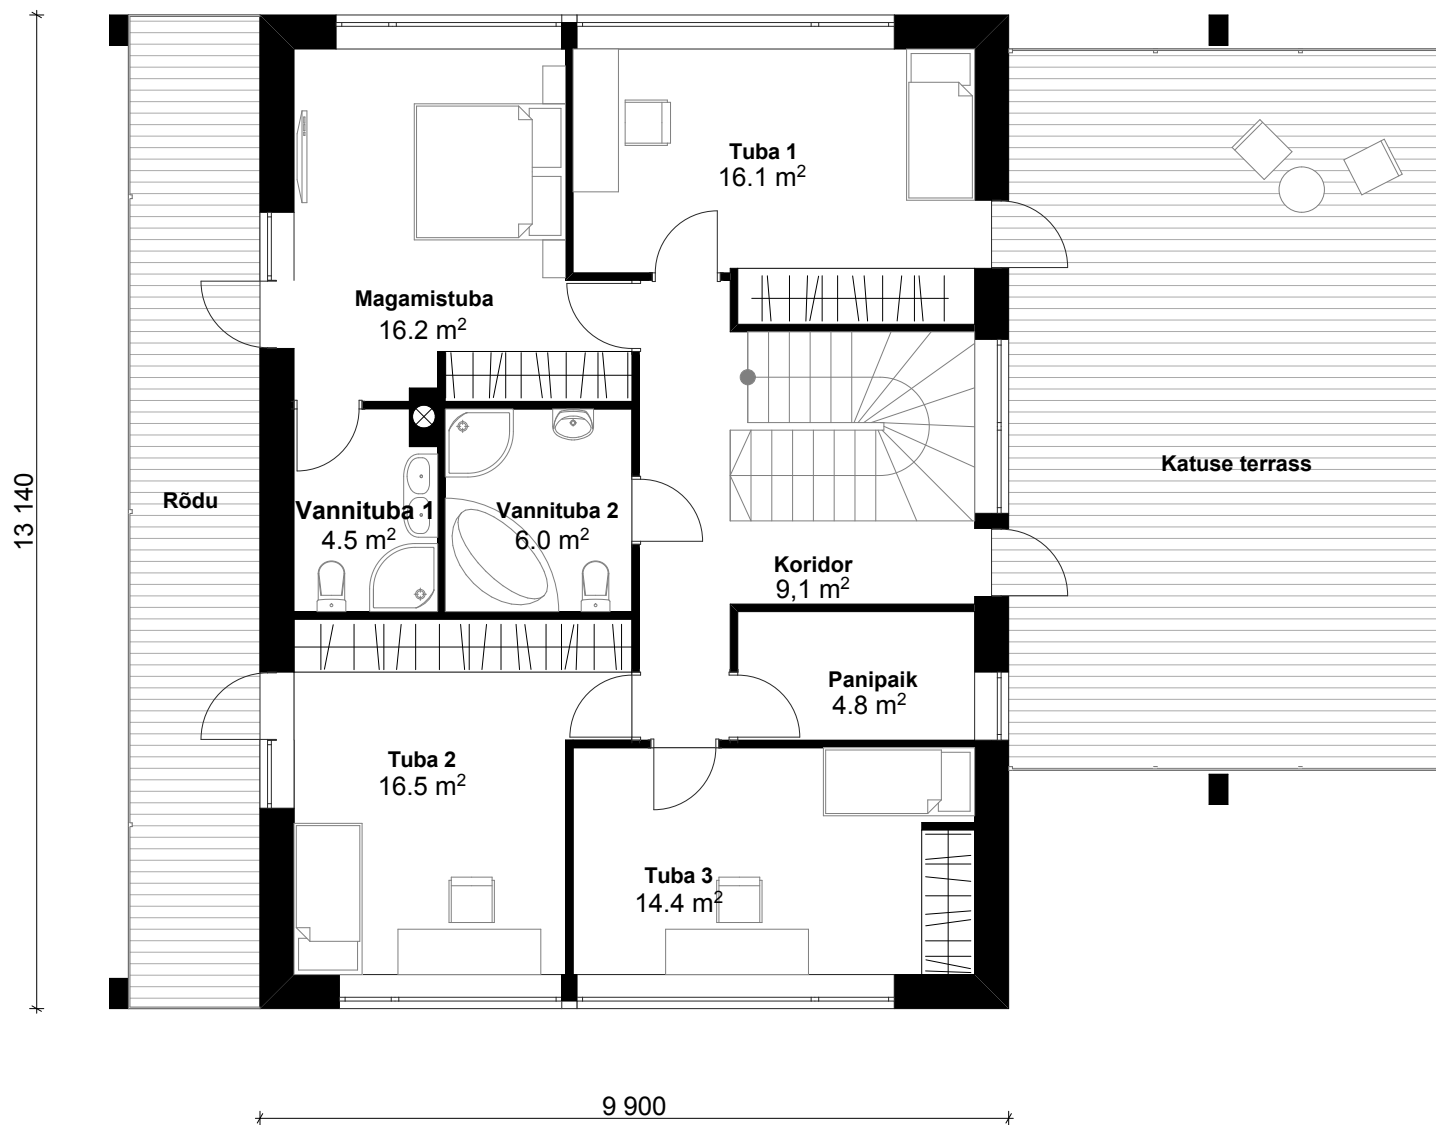 Tuba 1
16.1 m²
Magamistuba
16.2 m²
Katuse terrass
13 140
Rõdu
Vannituba 1
4.5 m²
Vannituba 2
6.0 m²
Koridor
9,1 m²
Panipaik
4.8 m²
Tuba 2
16.5 m²
Tuba 3
14.4 m²
9 900